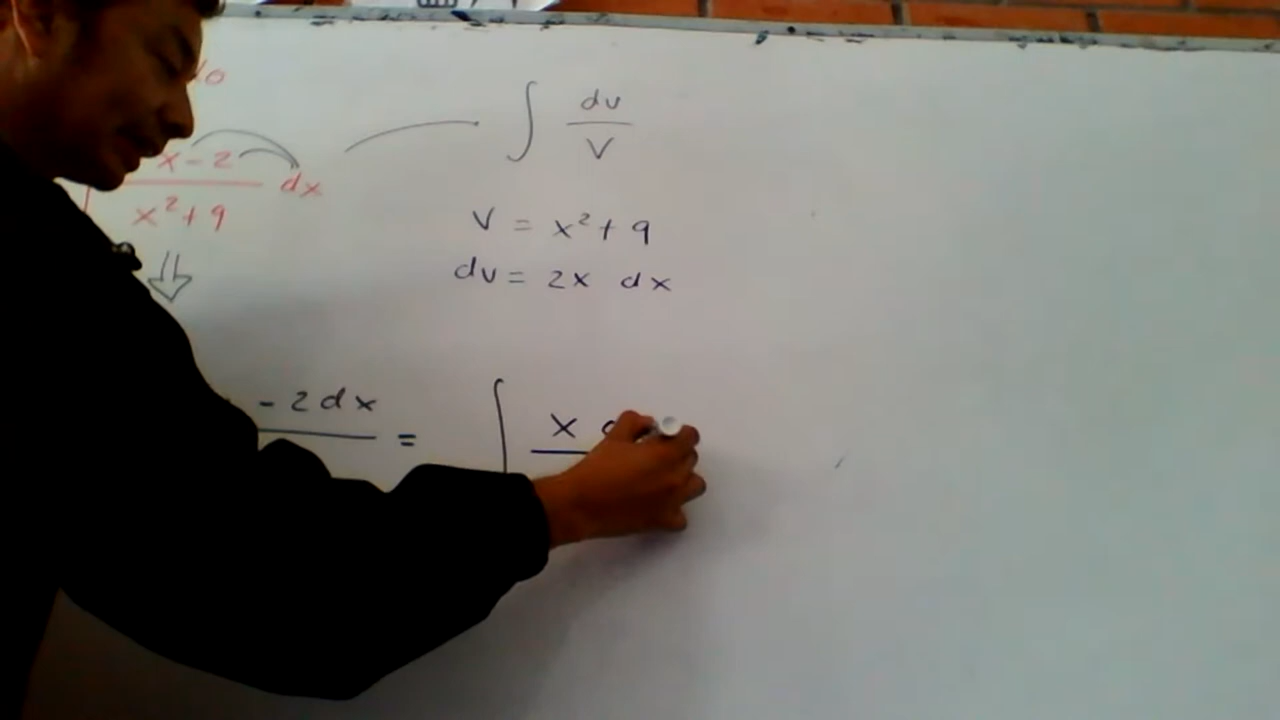 ∫ dv / v
x - 2 / x² + 9 dx
v = x² + 9
dv = 2x dx
- 2 dx =
∫ x